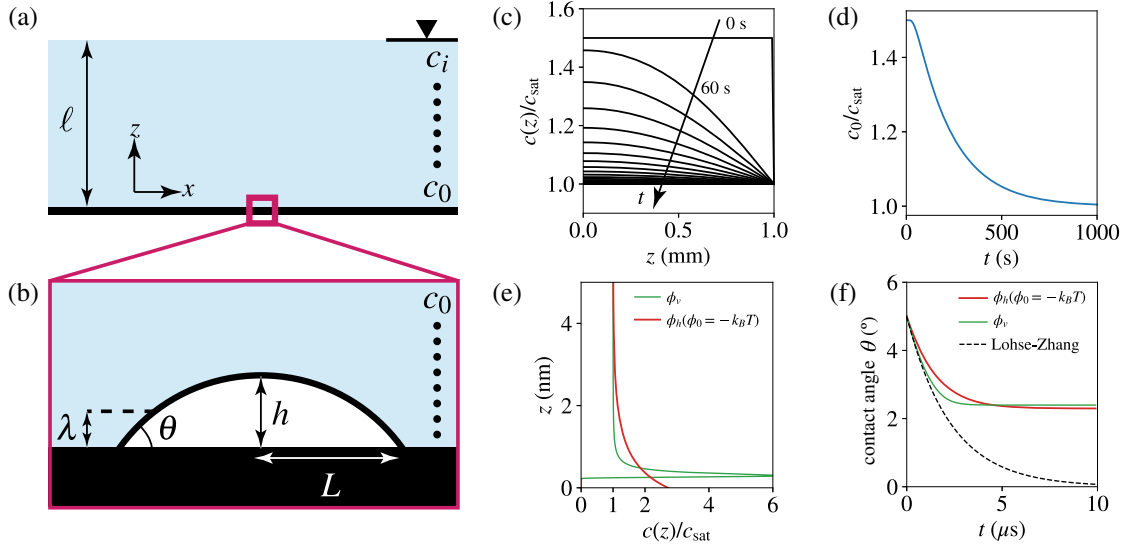 (a)
ℓ
z
x
c_i
c_0
(b)
c_0
λ
θ
h
L
(c)
c(z)/c_sat
1.6
1.4
1.2
1.0
0 s
60 s
t
0.0
0.5
1.0
z (mm)
(d)
c_0/c_sat
1.4
1.2
1.0
0
500
1000
t (s)
(e)
z (nm)
4
2
0
ϕ_v
ϕ_h(ϕ_0 = −k_BT)
0 1 2 4 6
c(z)/c_sat
(f)
contact angle θ (°)
6
4
2
0
ϕ_h(ϕ_0 = −k_BT)
ϕ_v
Lohse-Zhang
0 5 10
t (μs)